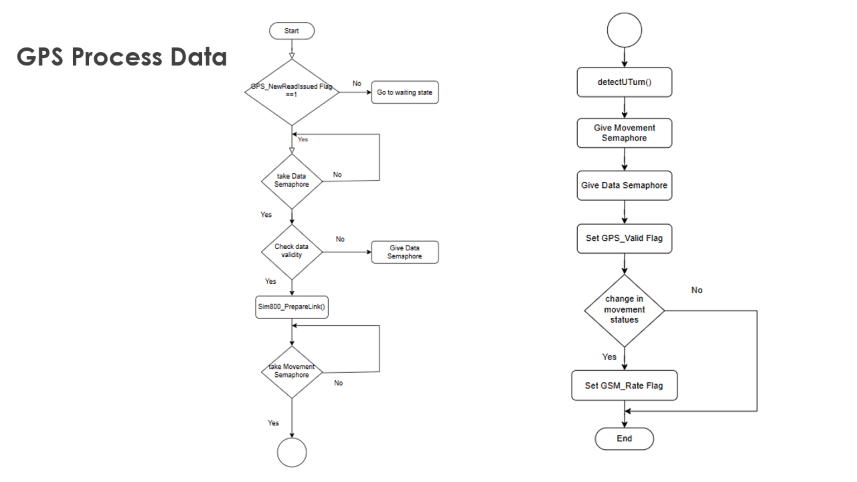 GPS Process Data
Start
GPS_NewReadIssued Flag
==1
No
Go to waiting state
Yes
take Data
Semaphore
No
Yes
Check data
validity
No
Give Data
Semaphore
Yes
Sim800_PrepareLink()
take Movement
Semaphore
No
Yes
detectUTurn()
Give Movement
Semaphore
Give Data Semaphore
Set GPS_Valid Flag
change in
movement
statues
No
Yes
Set GSM_Rate Flag
End